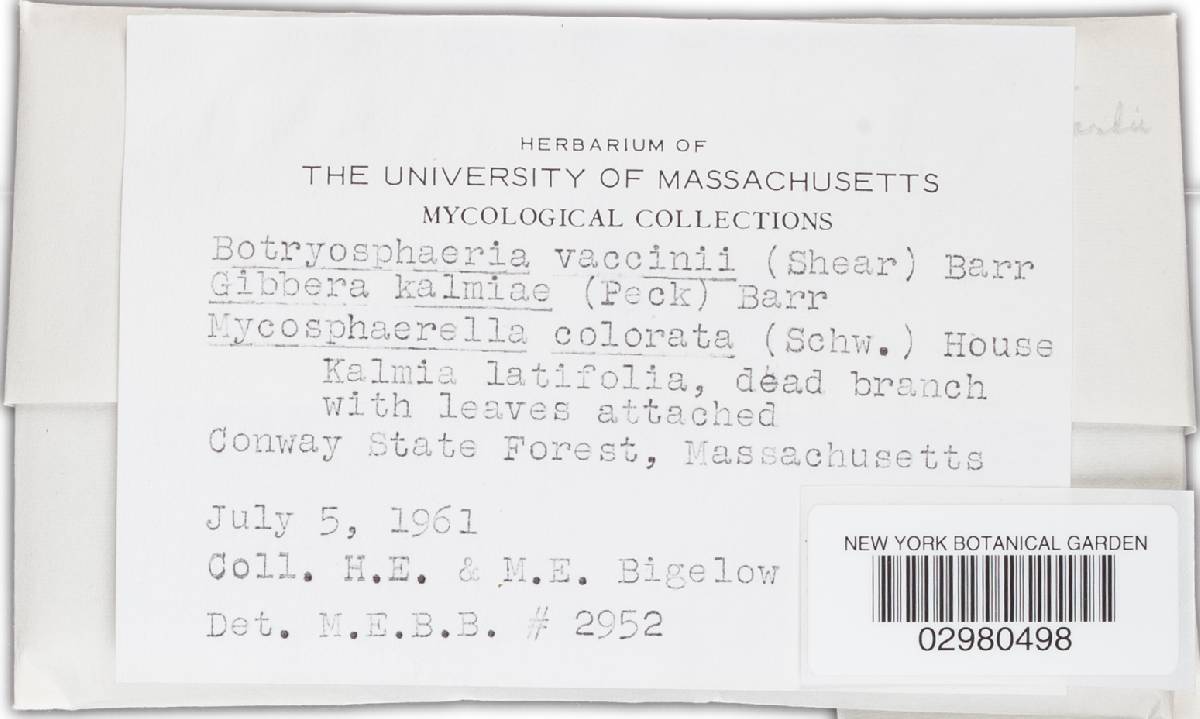 HERBARIUM OF
THE UNIVERSITY OF MASSACHUSETTS
MYCOLOGICAL COLLECTIONS
Botryosphaeria vaccinii (Shear) Barr
Gibbera kalmiae (Peck) Barr
Mycosphaerella colorata (Schw.) House
Kalmia latifolia, dead branch
with leaves attached
Conway State Forest, Massachusetts
July 5, 1961
Coll. H.E. & M.E. Bigelow
Det. M.E.B.B. # 2952
NEW YORK BOTANICAL GARDEN
02980498